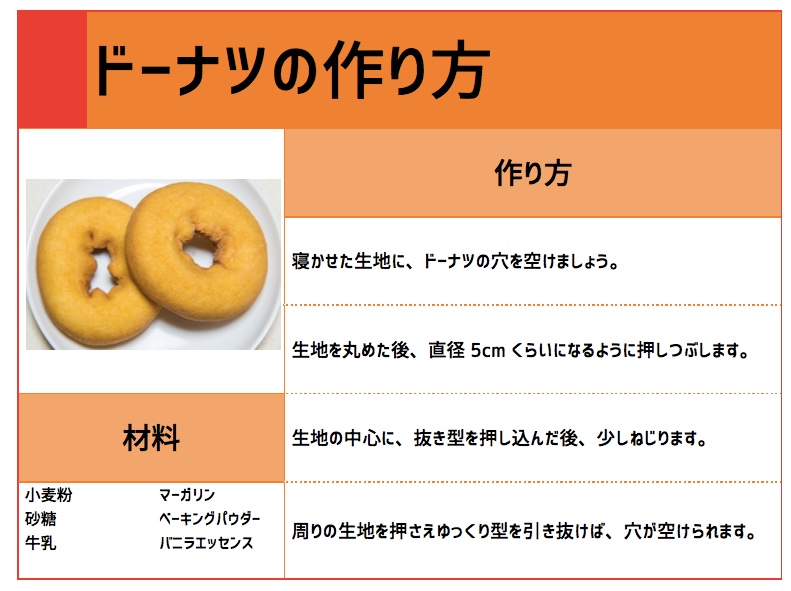 ドーナツの作り方
作り方
寝かせた生地に、ドーナツの穴を空けましょう。
生地を丸めた後、直径 5cm くらいになるように押しつぶします。
生地の中心に、抜き型を押し込んだ後、少しねじります。
周りの生地を押さえゆっくり型を引き抜けば、穴が空けられます。
材料
小麦粉 マーガリン
砂糖 ベーキングパウダー
牛乳 バニラエッセンス